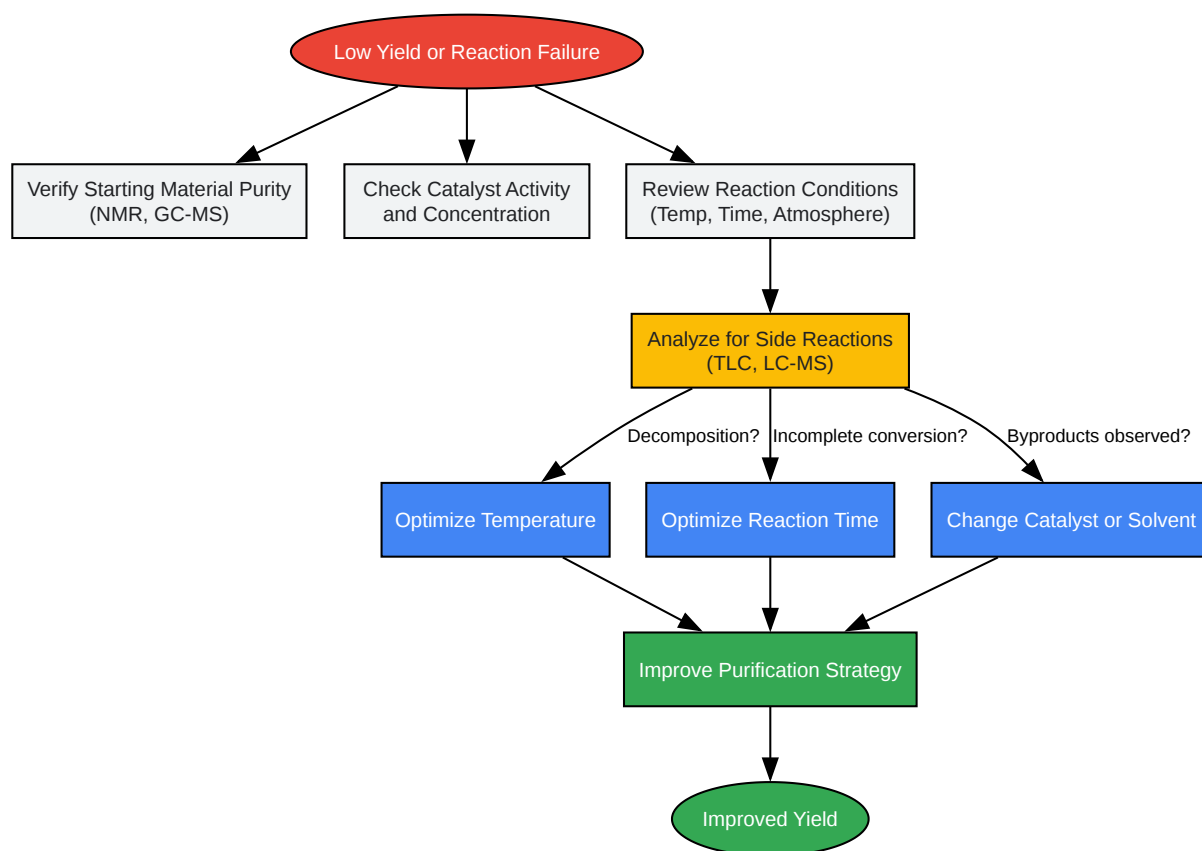 Low Yield or Reaction Failure
Verify Starting Material Purity
(NMR, GC-MS)
Check Catalyst Activity
and Concentration
Review Reaction Conditions
(Temp, Time, Atmosphere)
Analyze for Side Reactions
(TLC, LC-MS)
Decomposition?
Incomplete conversion?
Byproducts observed?
Optimize Temperature
Optimize Reaction Time
Change Catalyst or Solvent
Improve Purification Strategy
Improved Yield